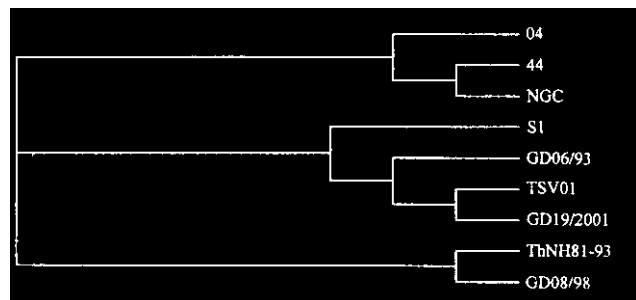 04
44
NGC
S1
GD06/93
TSV01
GD19/2001
ThNH81-93
GD08/98